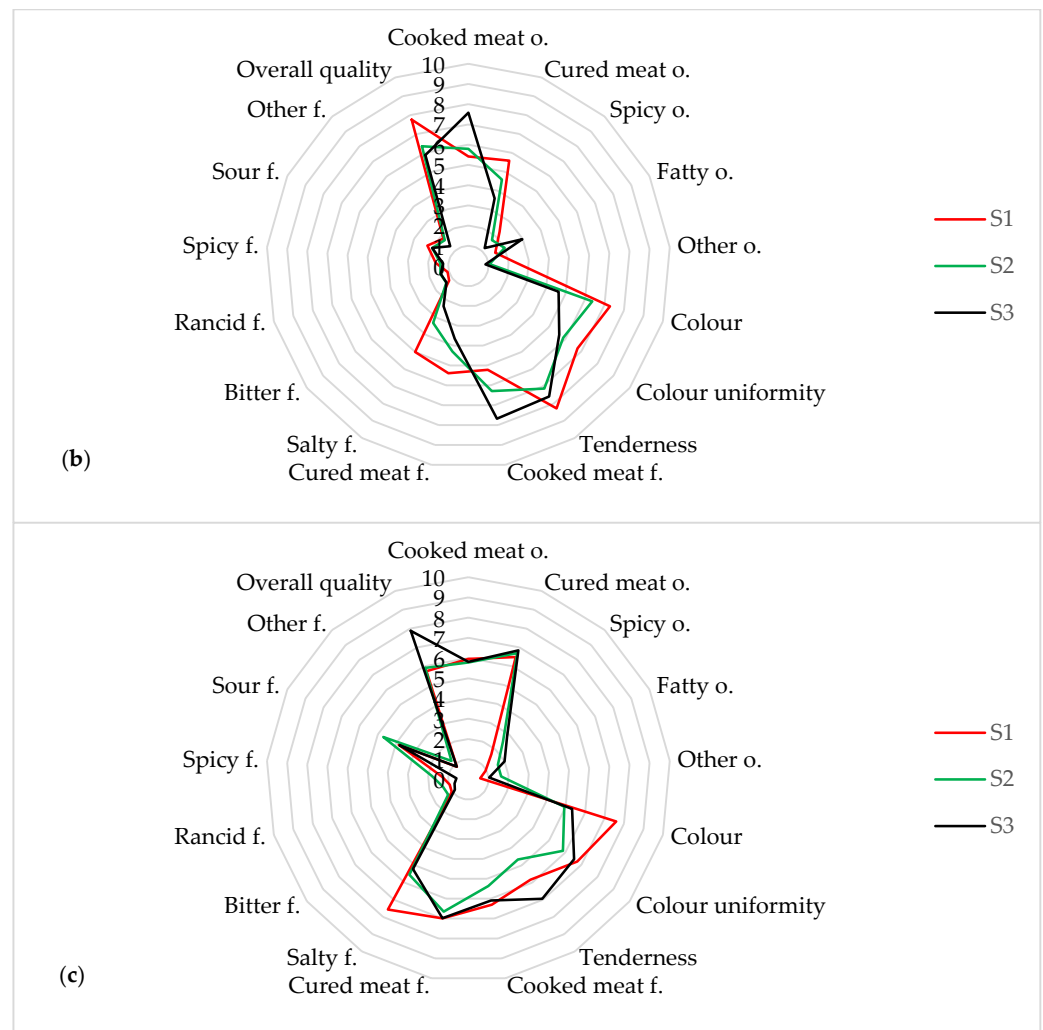 Cooked meat o.
Overall quality
Cured meat o.
Other f.
Spicy o.
Sour f.
Fatty o.
Spicy f.
Other o.
Rancid f.
Colour
Bitter f.
Colour uniformity
Salty f.
Tenderness
Cured meat f.
Cooked meat f.
10
9
8
7
6
5
4
3
2
1
0
S1
S2
S3
(b)
Cooked meat o.
Overall quality
Cured meat o.
Other f.
Spicy o.
Sour f.
Fatty o.
Spicy f.
Other o.
Rancid f.
Colour
Bitter f.
Colour uniformity
Salty f.
Tenderness
Cured meat f.
Cooked meat f.
10
9
8
7
6
5
4
3
2
1
0
S1
S2
S3
(c)